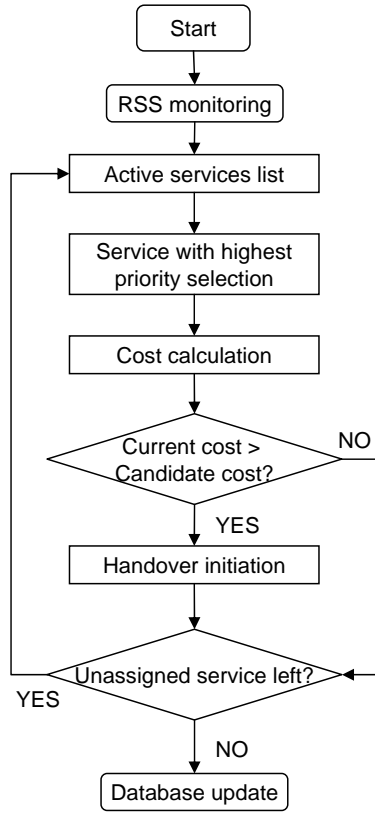 Start
RSS monitoring
Active services list
Service with highest
priority selection
Cost calculation
Current cost >
Candidate cost?
NO
YES
Handover initiation
Unassigned service left?
YES
NO
Database update